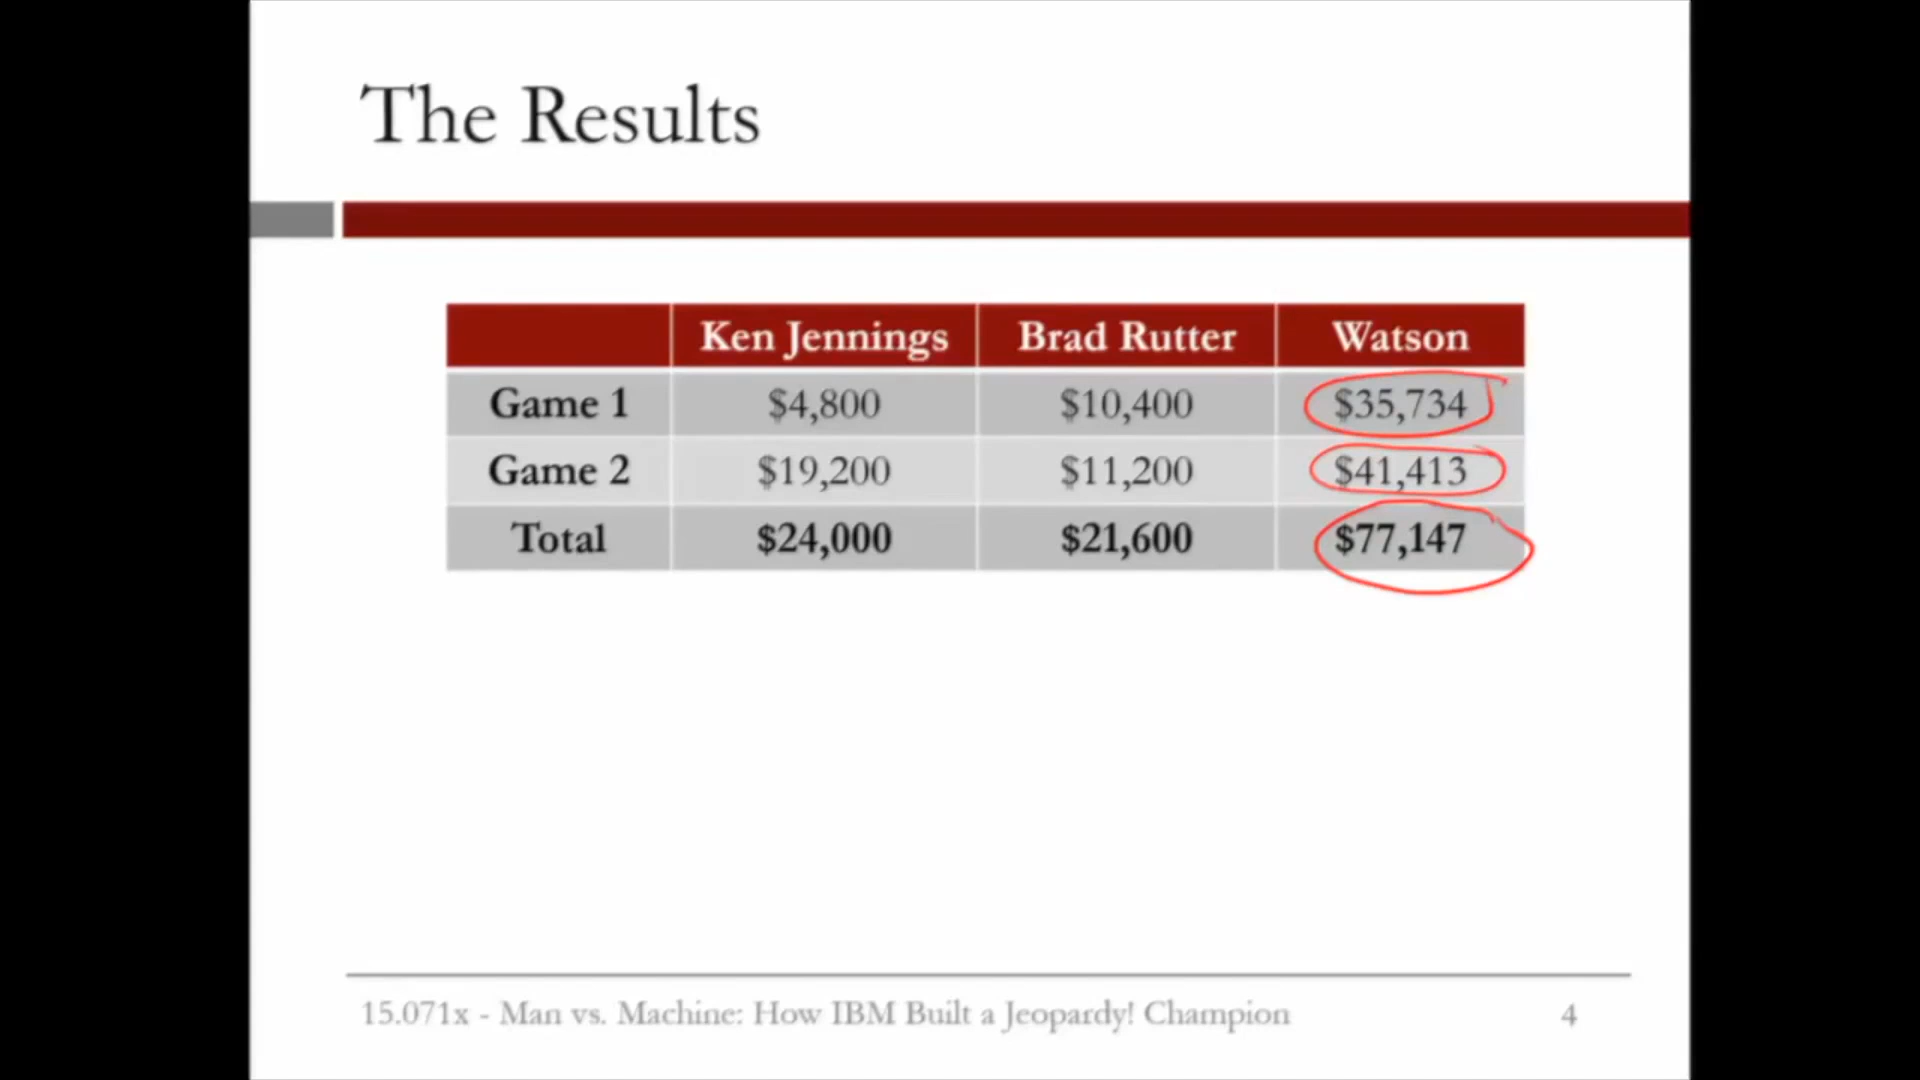 The Results
Ken Jennings Brad Rutter Watson
Game 1 $4,800 $10,400 $35,734
Game 2 $19,200 $11,200 $41,413
Total $24,000 $21,600 $77,147
15.071x - Man vs. Machine: How IBM Built a Jeopardy! Champion 4